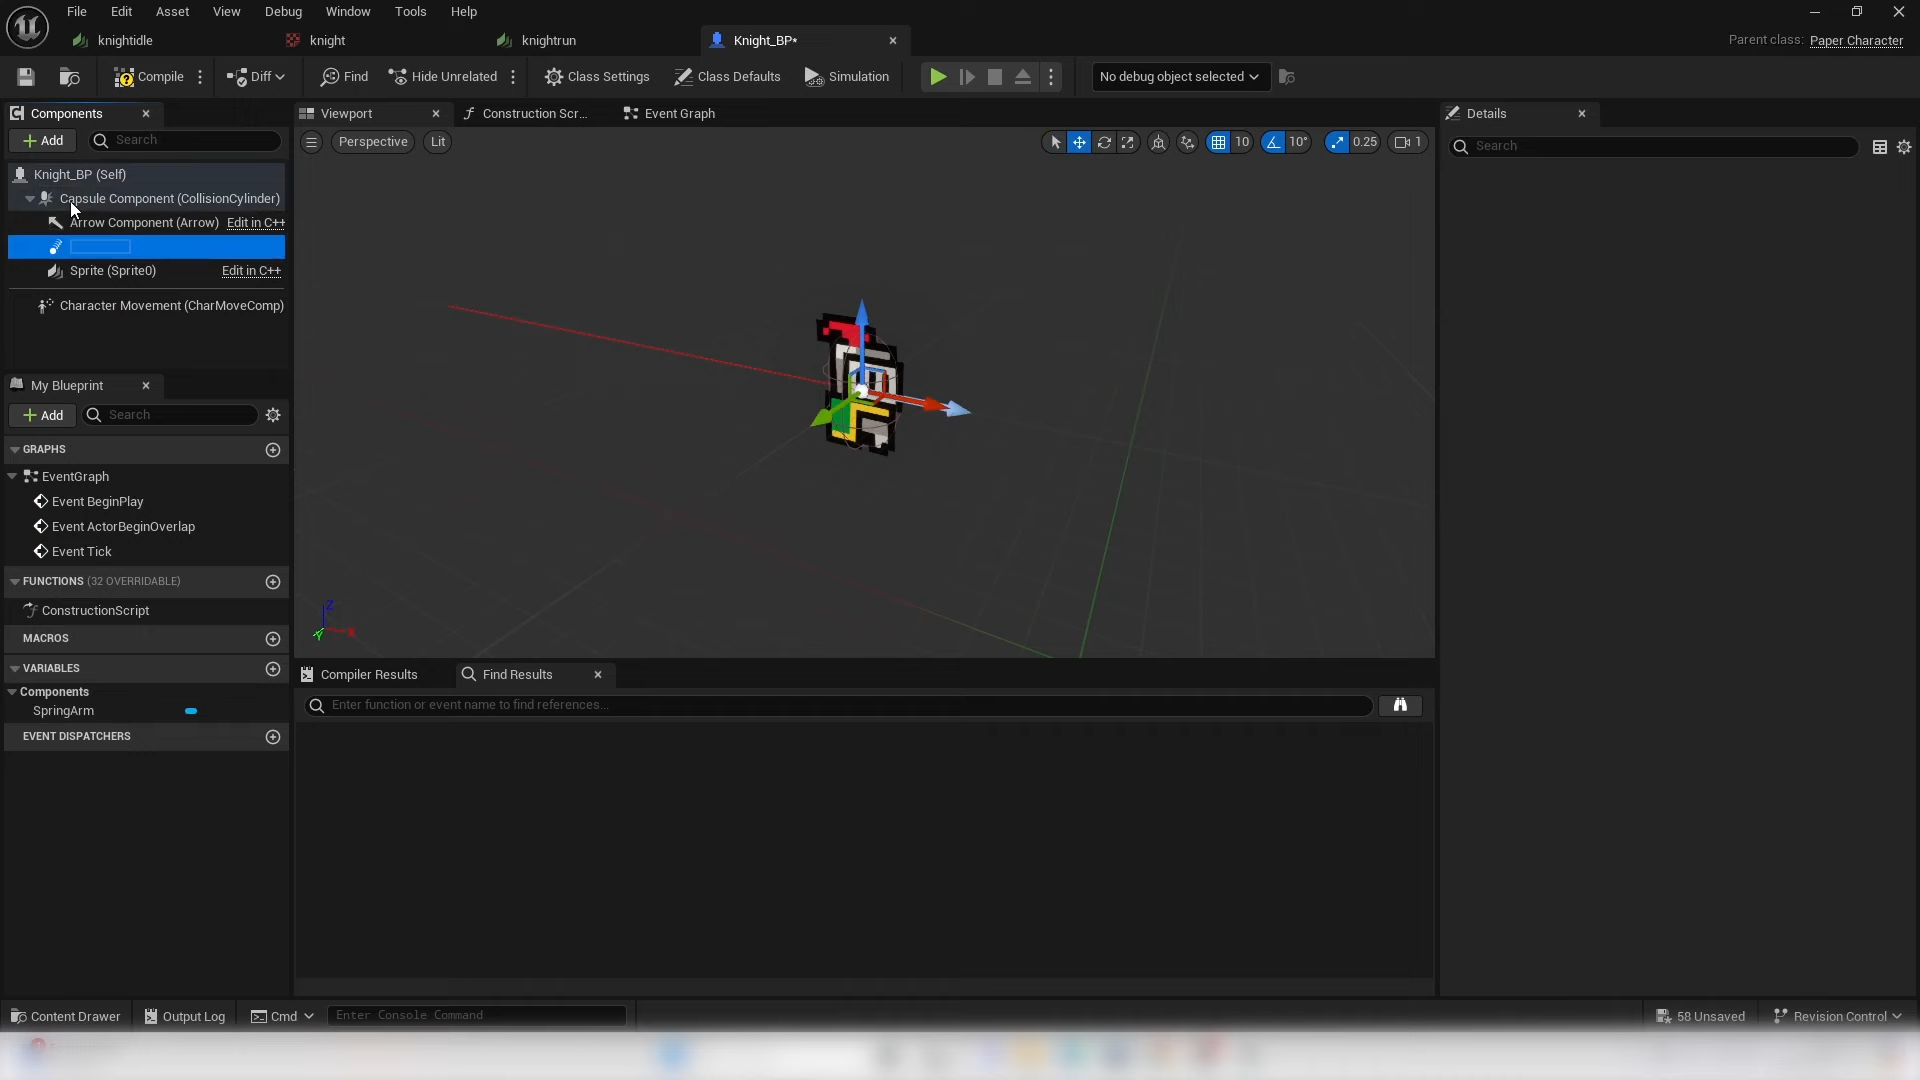 File Edit Asset View Debug Window Tools Help
knightidle knight knightrun Knight_BP*
Parent class: Paper Character
Compile Diff Find Hide Unrelated Class Settings Class Defaults Simulation No debug object selected
Components
Add Search
Knight_BP (Self)
Capsule Component (CollisionCylinder)
Arrow Component (Arrow) Edit in C++
Sprite (Sprite0) Edit in C++
Character Movement (CharMoveComp)
My Blueprint
Add Search
GRAPHS
EventGraph
Event BeginPlay
Event ActorBeginOverlap
Event Tick
FUNCTIONS (32 OVERRIDABLE)
ConstructionScript
MACROS
VARIABLES
Components
SpringArm
EVENT DISPATCHERS
Viewport Construction Scr... Event Graph
Perspective Lit 10 10° 0.25 1
Z
X
Y
Compiler Results Find Results
Enter function or event name to find references...
Details
Search
Content Drawer Output Log Cmd Enter Console Command 58 Unsaved Revision Control